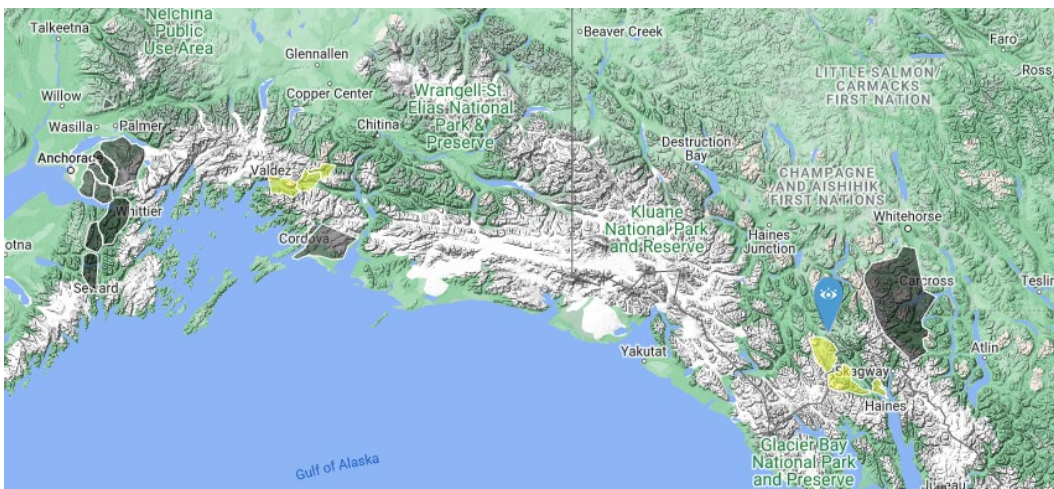 Talkeetna
Nelchina
Public
Use Area
Glennallen
Beaver Creek
Faro
Ross
LITTLE SALMON/
CARMACKS
FIRST NATION
Willow
Copper Center
Wrangell-St.
Elias National
Park &
Preserve
Wasilla
Palmer
Chitina
Anchorage
Destruction
Bay
Valdez
CHAMPAGNE
AND AISHIHIK
FIRST NATIONS
Whittier
Kluane
National Park
and Reserve
Whitehorse
Cordova
Haines
Junction
otna
Seward
Carcross
Teslin
Yakutat
Atlin
Skagway
Haines
Glacier Bay
National Park
and Preserve
Gulf of Alaska
Juneau